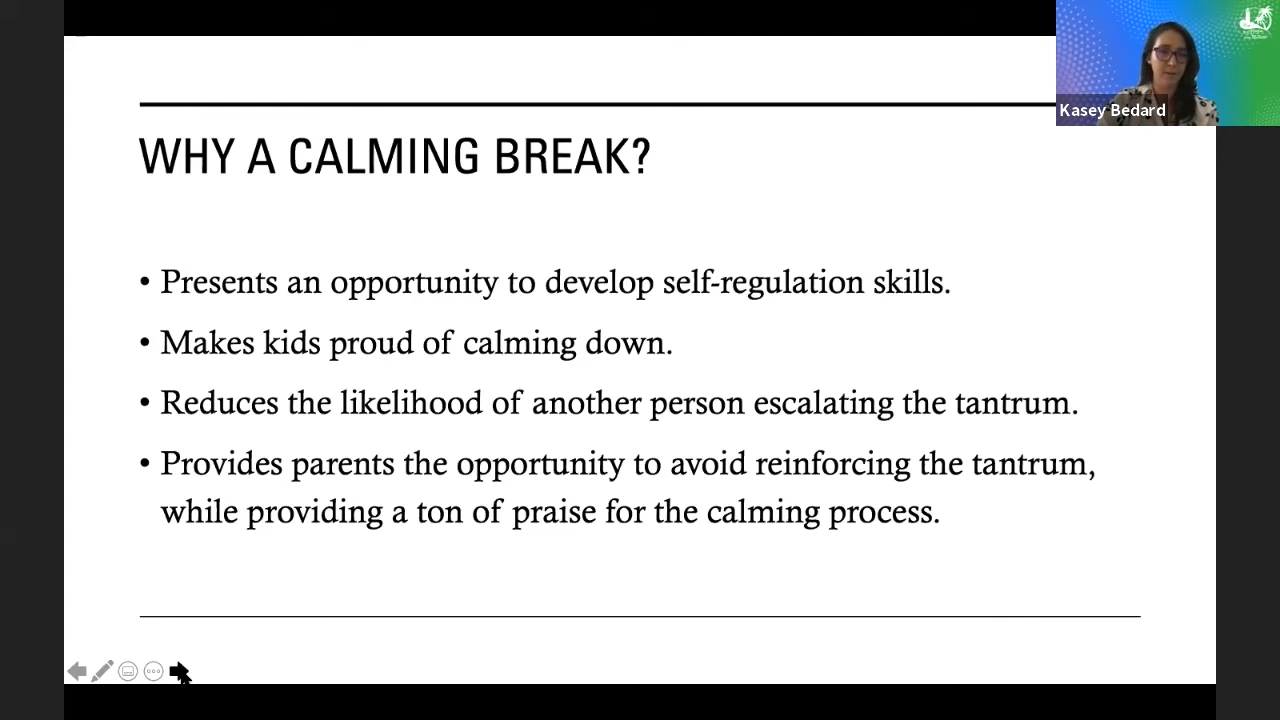 Kasey Bedard
WHY A CALMING BREAK?
• Presents an opportunity to develop self-regulation skills.
• Makes kids proud of calming down.
• Reduces the likelihood of another person escalating the tantrum.
• Provides parents the opportunity to avoid reinforcing the tantrum,
while providing a ton of praise for the calming process.